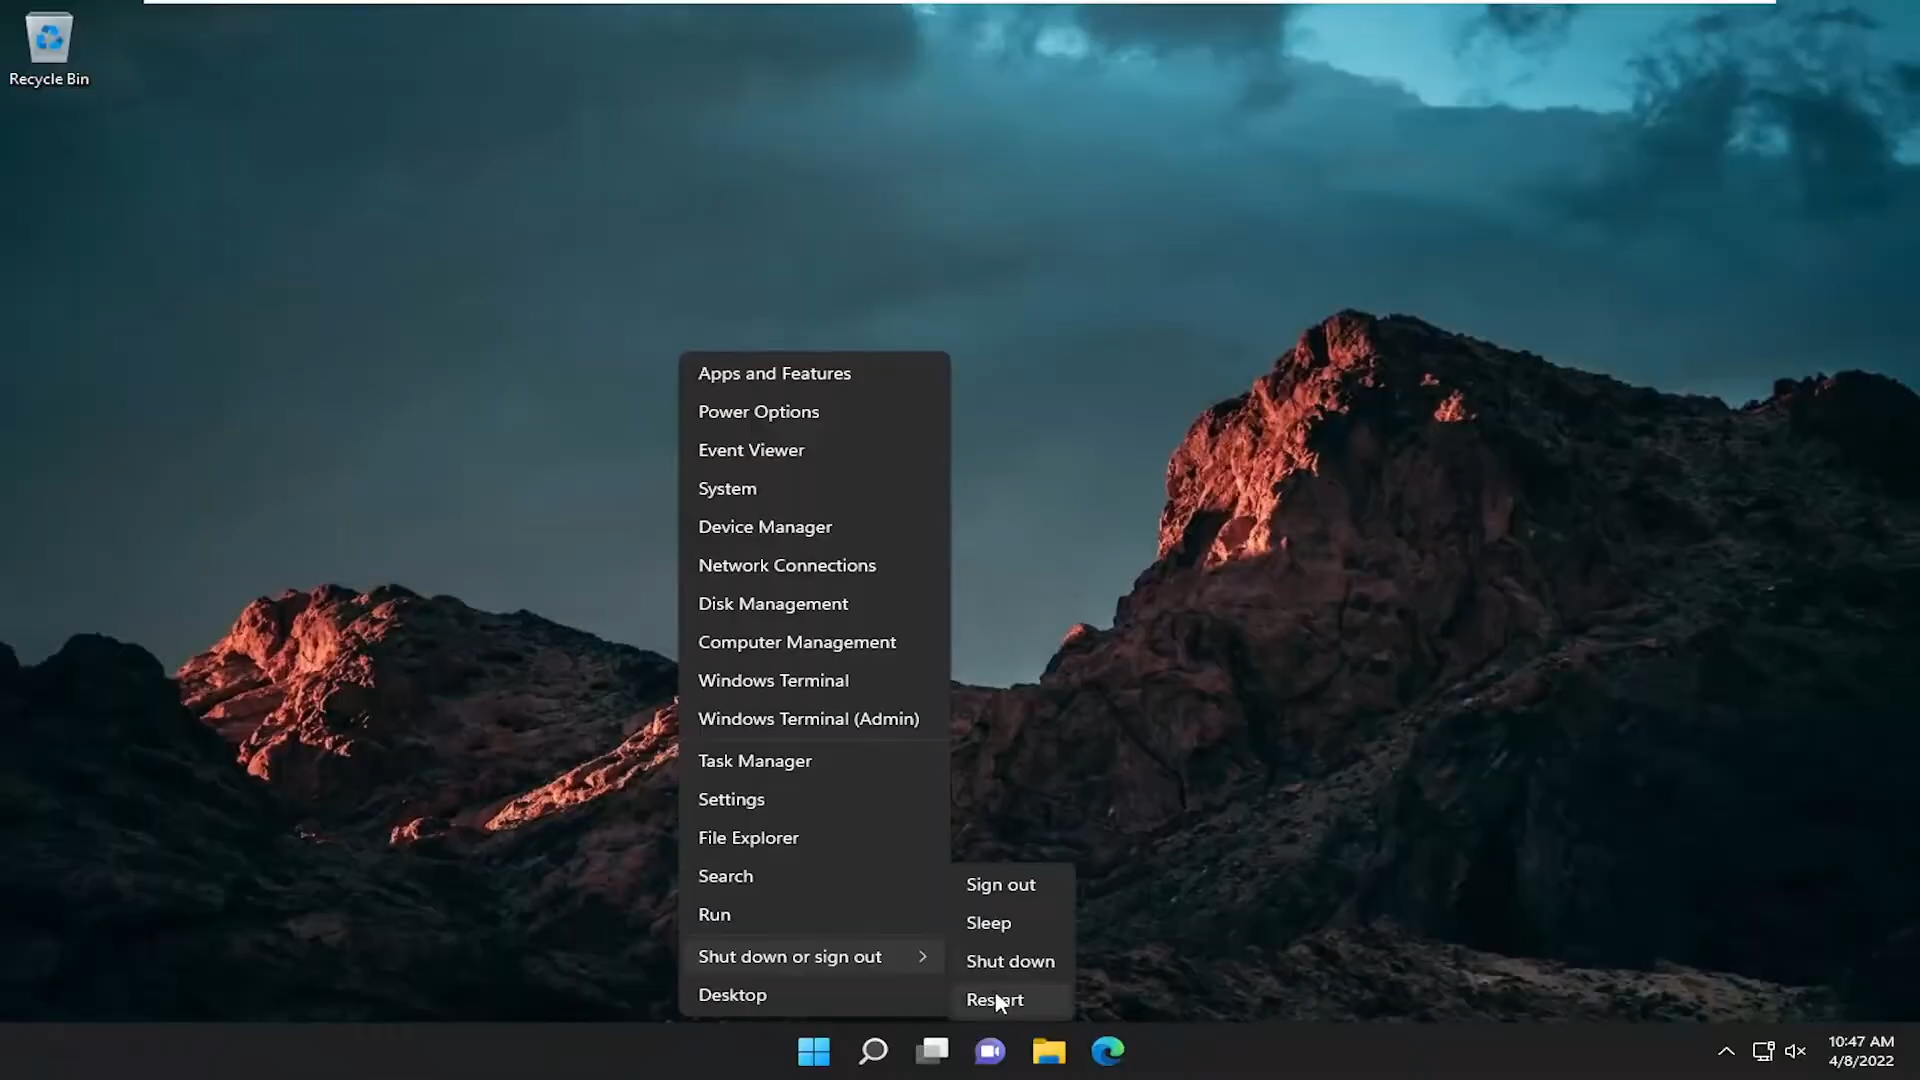 Recycle Bin
Apps and Features
Power Options
Event Viewer
System
Device Manager
Network Connections
Disk Management
Computer Management
Windows Terminal
Windows Terminal (Admin)
Task Manager
Settings
File Explorer
Search
Run
Shut down or sign out
Desktop
Sign out
Sleep
Shut down
Restart
10:47 AM
4/8/2022